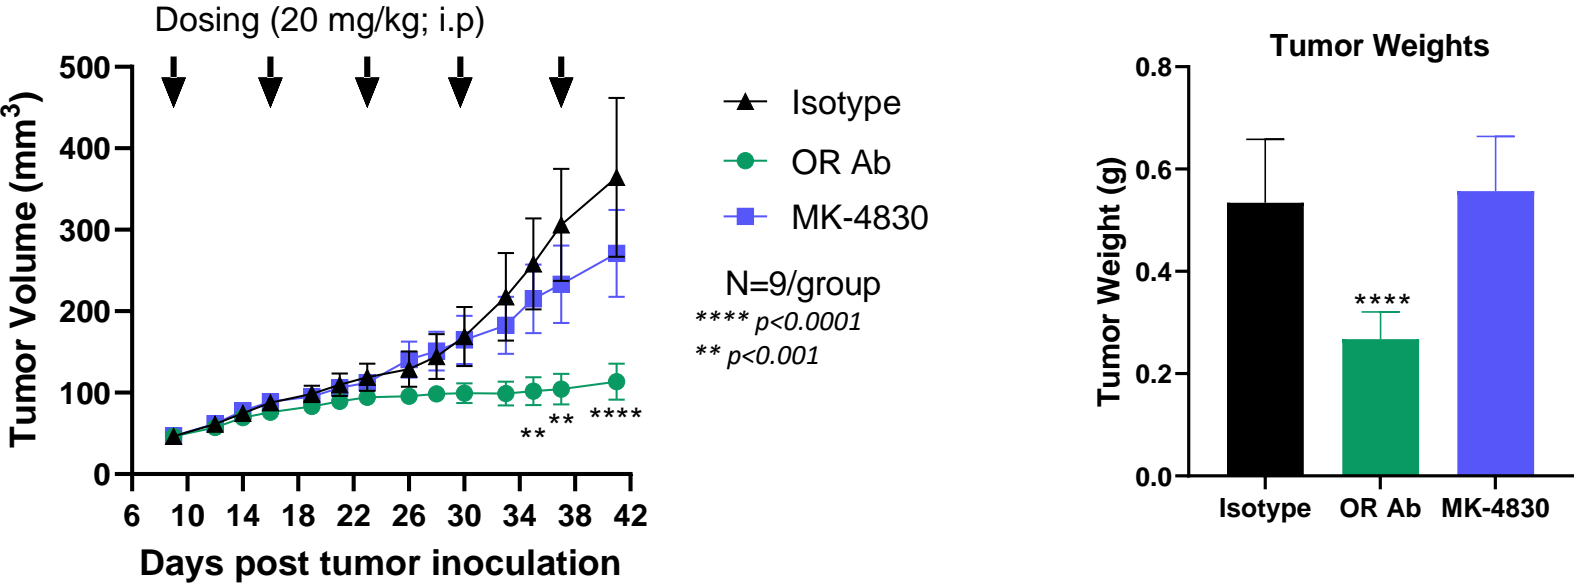 Dosing (20 mg/kg; i.p)
Tumor Volume (mm³)
500
400
300
200
100
0
6 10 14 18 22 26 30 34 38 42
Days post tumor inoculation
** ** ****
Isotype
OR Ab
MK-4830
N=9/group
**** p<0.0001
** p<0.001
Tumor Weights
Tumor Weight (g)
0.8
0.6
0.4
0.2
0.0
****
Isotype OR Ab MK-4830